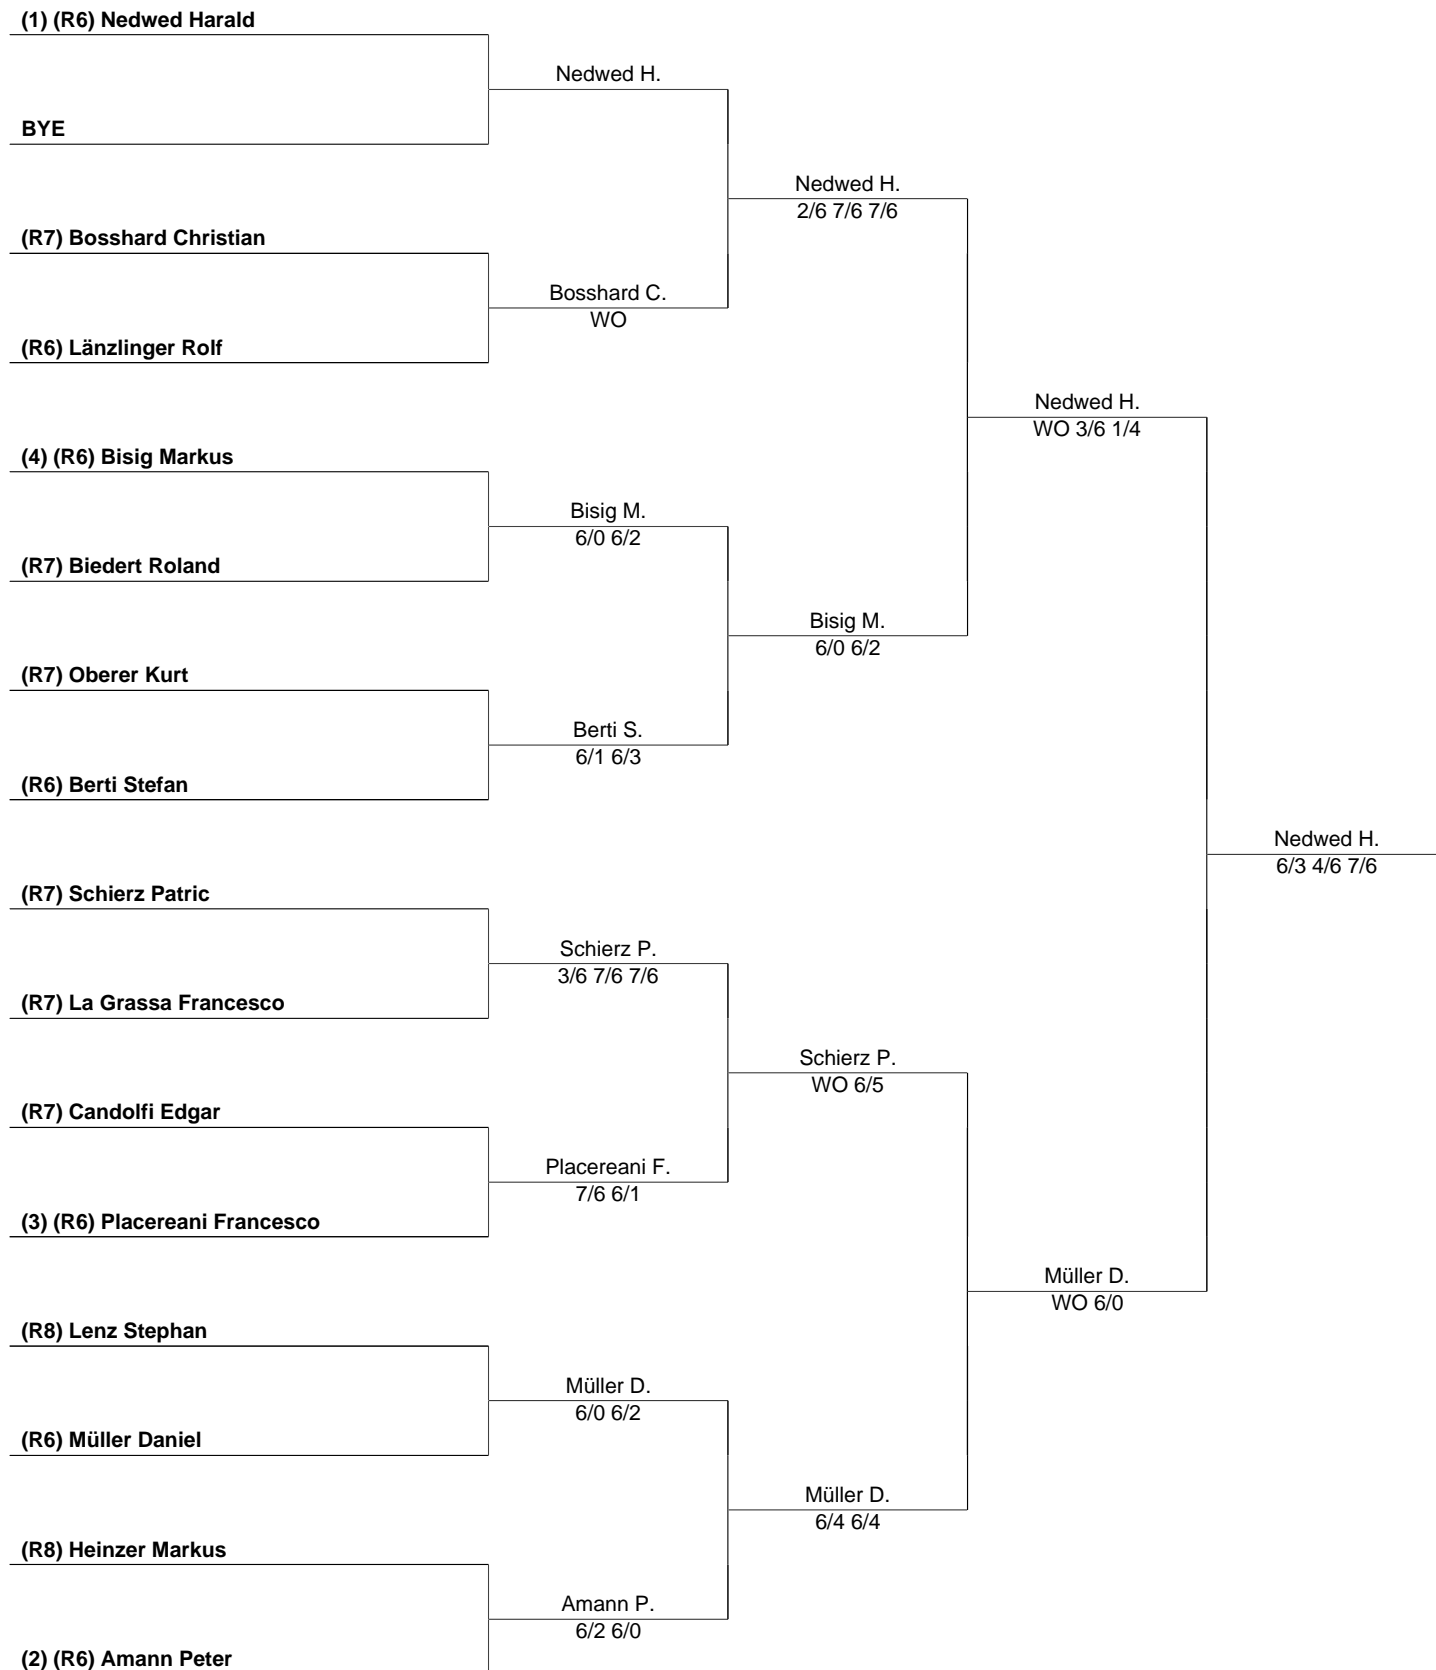 (1) (R6) Nedwed Harald
Nedwed H.
BYE
Nedwed H.
2/6 7/6 7/6
(R7) Bosshard Christian
Bosshard C.
WO
(R6) Länzlinger Rolf
Nedwed H.
WO 3/6 1/4
(4) (R6) Bisig Markus
Bisig M.
6/0 6/2
(R7) Biedert Roland
Bisig M.
6/0 6/2
(R7) Oberer Kurt
Berti S.
6/1 6/3
(R6) Berti Stefan
Nedwed H.
6/3 4/6 7/6
(R7) Schierz Patric
Schierz P.
3/6 7/6 7/6
(R7) La Grassa Francesco
Schierz P.
WO 6/5
(R7) Candolfi Edgar
Placereani F.
7/6 6/1
(3) (R6) Placereani Francesco
Müller D.
WO 6/0
(R8) Lenz Stephan
Müller D.
6/0 6/2
(R6) Müller Daniel
Müller D.
6/4 6/4
(R8) Heinzer Markus
Amann P.
6/2 6/0
(2) (R6) Amann Peter